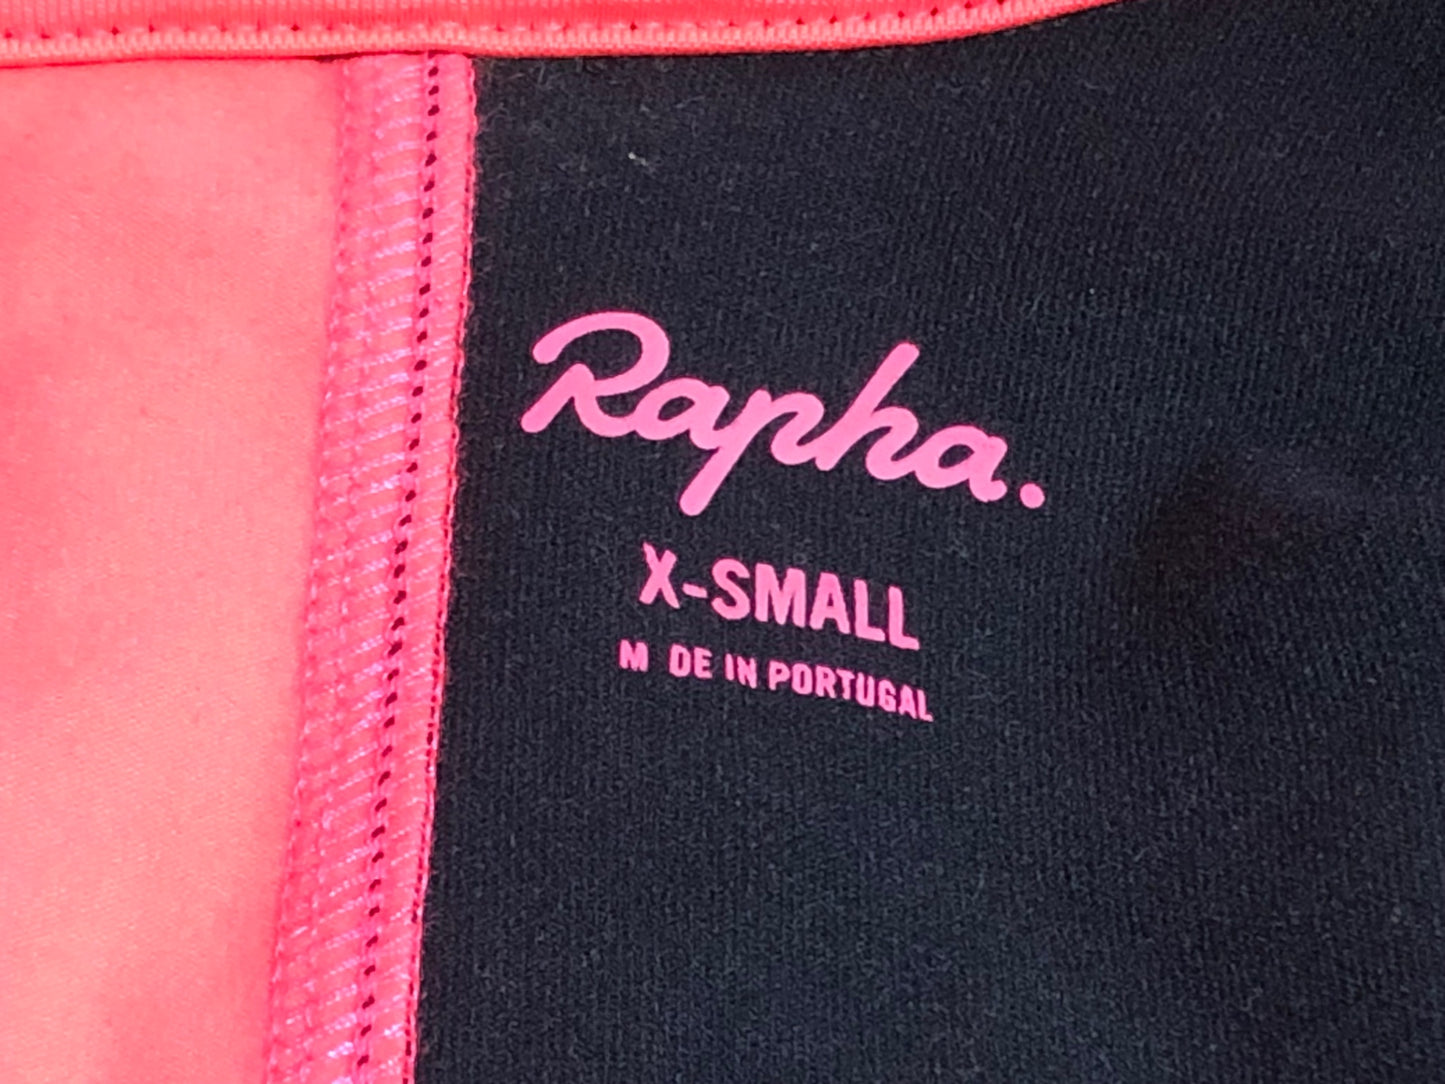 Rapha.
X-SMALL
M DE IN PORTUGAL